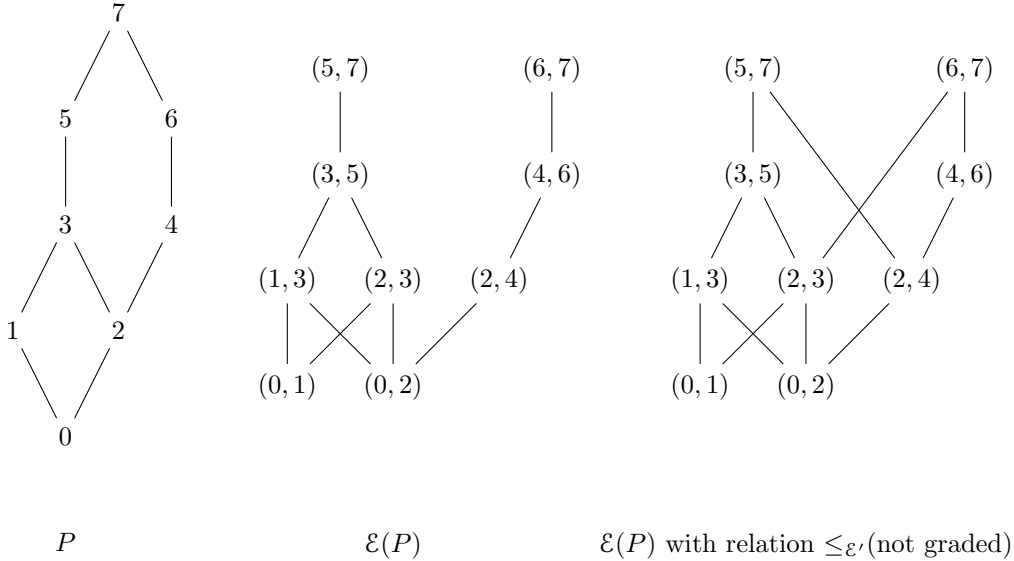 7
(5, 7) (6, 7) (5, 7) (6, 7)
5 6
(3, 5) (4, 6) (3, 5) (4, 6)
3 4
(1, 3) (2, 3) (2, 4) (1, 3) (2, 3) (2, 4)
1 2
(0, 1) (0, 2) (0, 1) (0, 2)
0
P ℰ(P) ℰ(P) with relation ≤ℰ′(not graded)